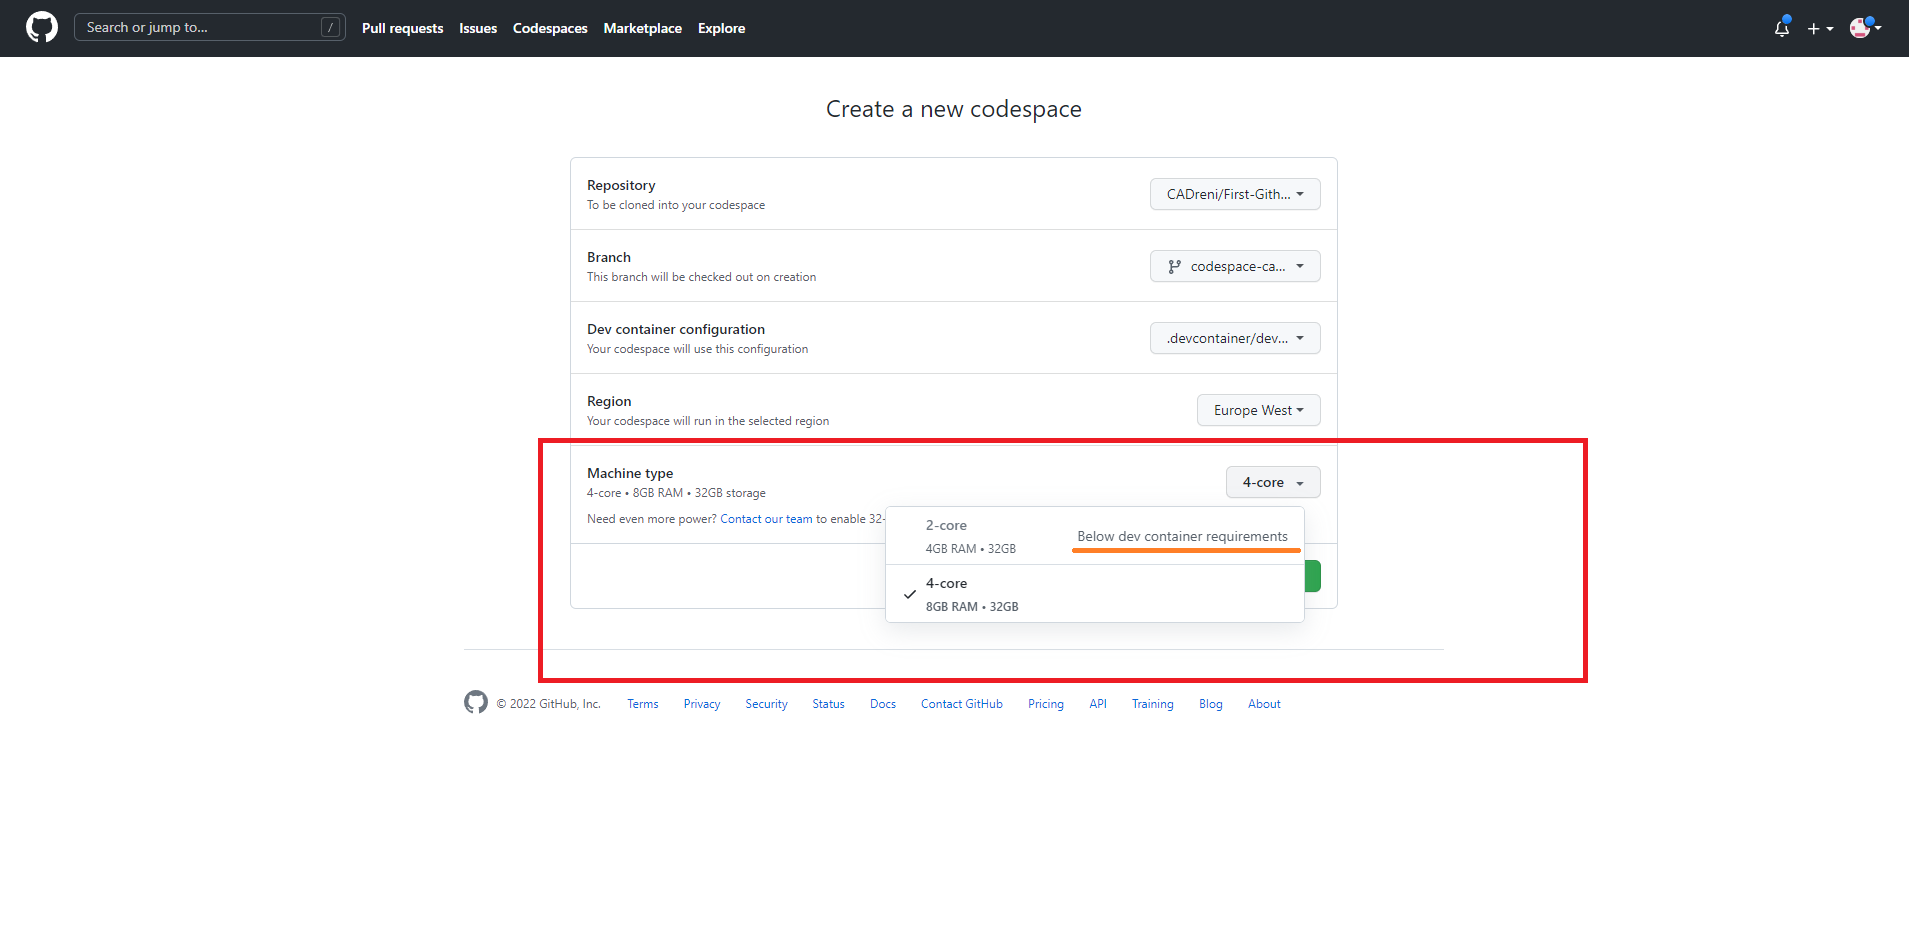 Search or jump to... /
Pull requests Issues Codespaces Marketplace Explore
Create a new codespace
Repository
To be cloned into your codespace
CADreni/First-Gith...
Branch
This branch will be checked out on creation
codespace-ca...
Dev container configuration
Your codespace will use this configuration
.devcontainer/dev...
Region
Your codespace will run in the selected region
Europe West
Machine type
4-core • 8GB RAM • 32GB storage
4-core
Need even more power? Contact our team to enable 32-
2-core
4GB RAM • 32GB
Below dev container requirements
4-core
8GB RAM • 32GB
© 2022 GitHub, Inc. Terms Privacy Security Status Docs Contact GitHub Pricing API Training Blog About